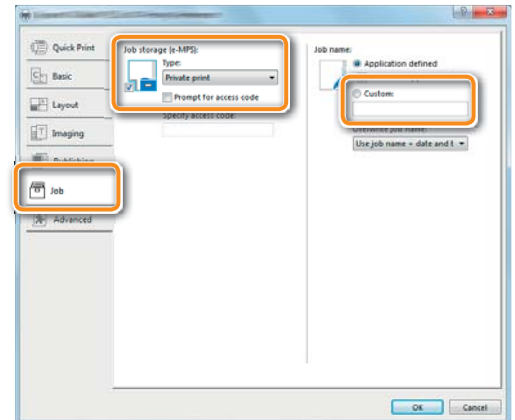 Quick Print
Basic
Layout
Imaging
Publishing
Job
Advanced
Job storage (e-MPS):
Type:
Private print
Prompt for access code
Specify access code:
Job name:
Application defined
Custom:
Overwrite job name:
Use job name + date and t
OK
Cancel